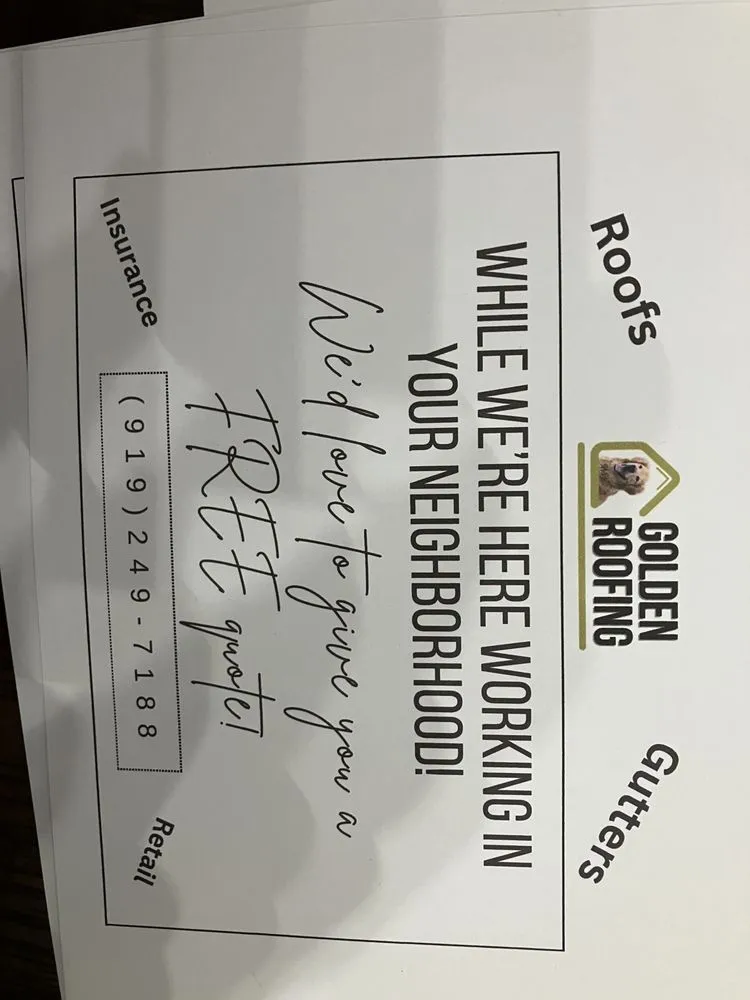 Roofs
GOLDEN
ROOFING
Gutters
WHILE WE'RE HERE WORKING IN
YOUR NEIGHBORHOOD!
We'd love to give you a
FREE quote!
Insurance
(919)249-7188
Retail